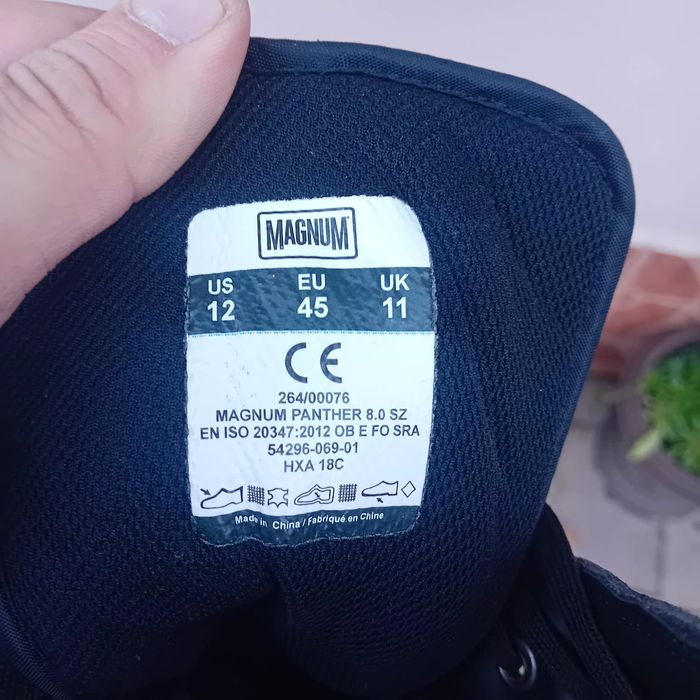 MAGNUM
US EU UK
12 45 11
CE
264/00076
MAGNUM PANTHER 8.0 SZ
EN ISO 20347:2012 OB E FO SRA
54296-069-01
HXA 18C
Made in China / Fabriqué en Chine